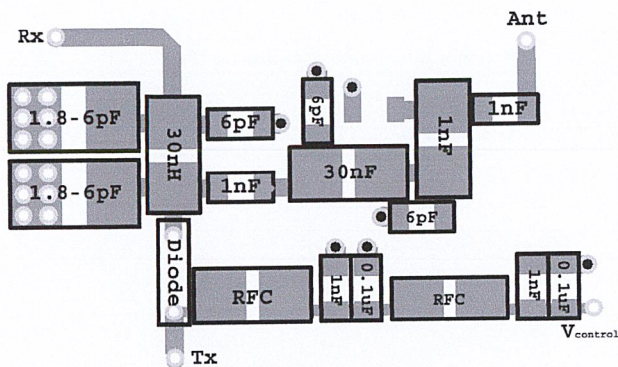 Ant
Rx
1.8-6pF
30nH
6pF
6pF
1nF
1nF
1.8-6pF
1nF
30nF
6pF
Diode
RFC
1nF
0.1uF
RFC
1nF
0.1uF
Vcontrol
Tx